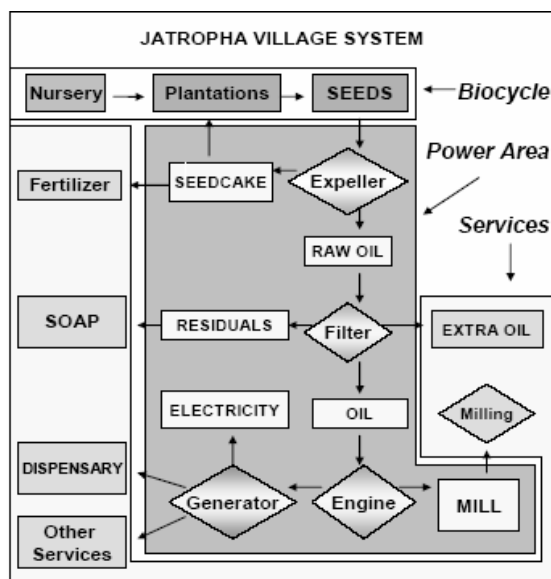 JATROPHA VILLAGE SYSTEM
Nursery
Plantations
SEEDS
Biocycle
Power Area
Fertilizer
SEEDCAKE
Expeller
Services
RAW OIL
SOAP
RESIDUALS
Filter
EXTRA OIL
ELECTRICITY
OIL
Milling
DISPENSARY
Generator
Engine
MILL
Other
Services